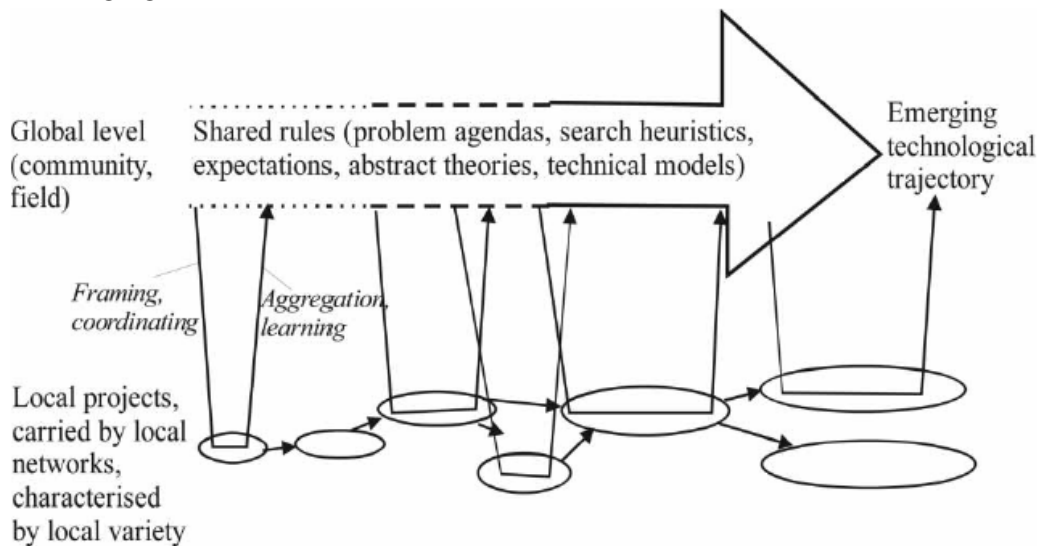 Global level
(community,
field)
Shared rules (problem agendas, search heuristics,
expectations, abstract theories, technical models)
Emerging
technological
trajectory
Framing,
coordinating
Aggregation,
learning
Local projects,
carried by local
networks,
characterised
by local variety